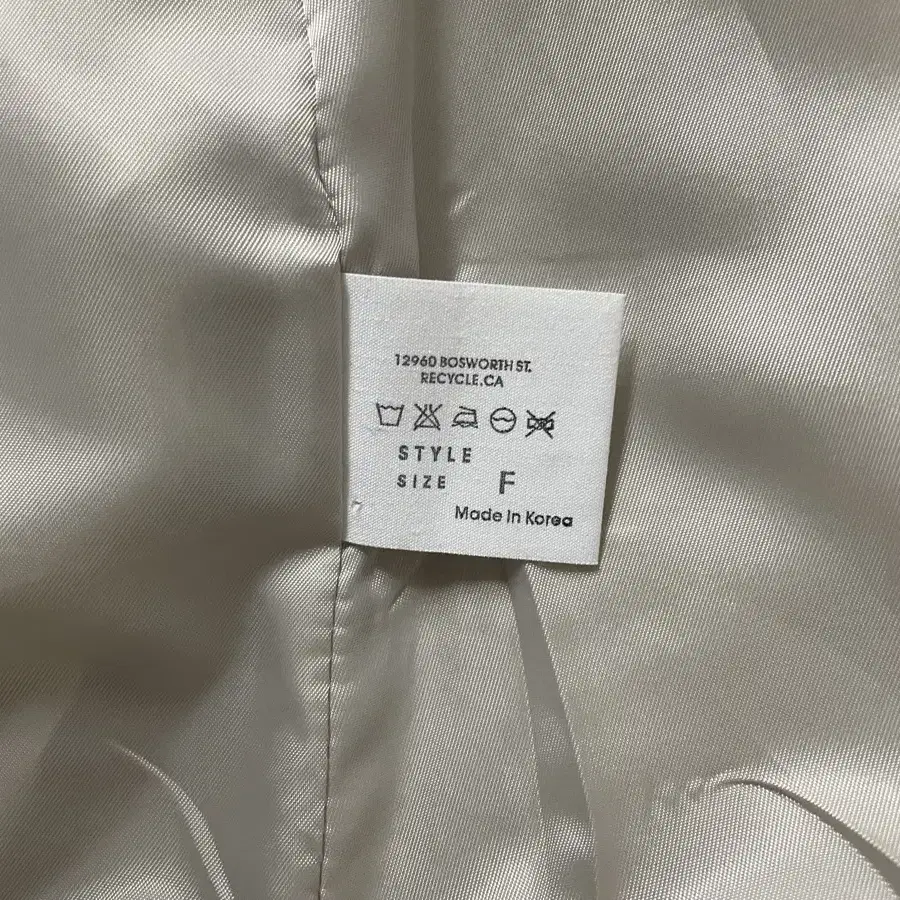 12960 BOSWORTH ST.
RECYCLE.CA
STYLE
SIZE F
Made In Korea